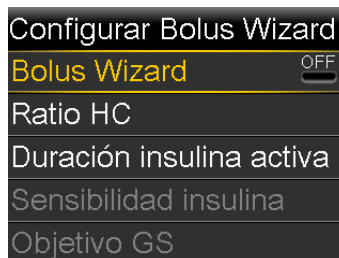 Configurar Bolus Wizard
Bolus Wizard OFF
Ratio HC
Duración insulina activa
Sensibilidad insulina
Objetivo GS